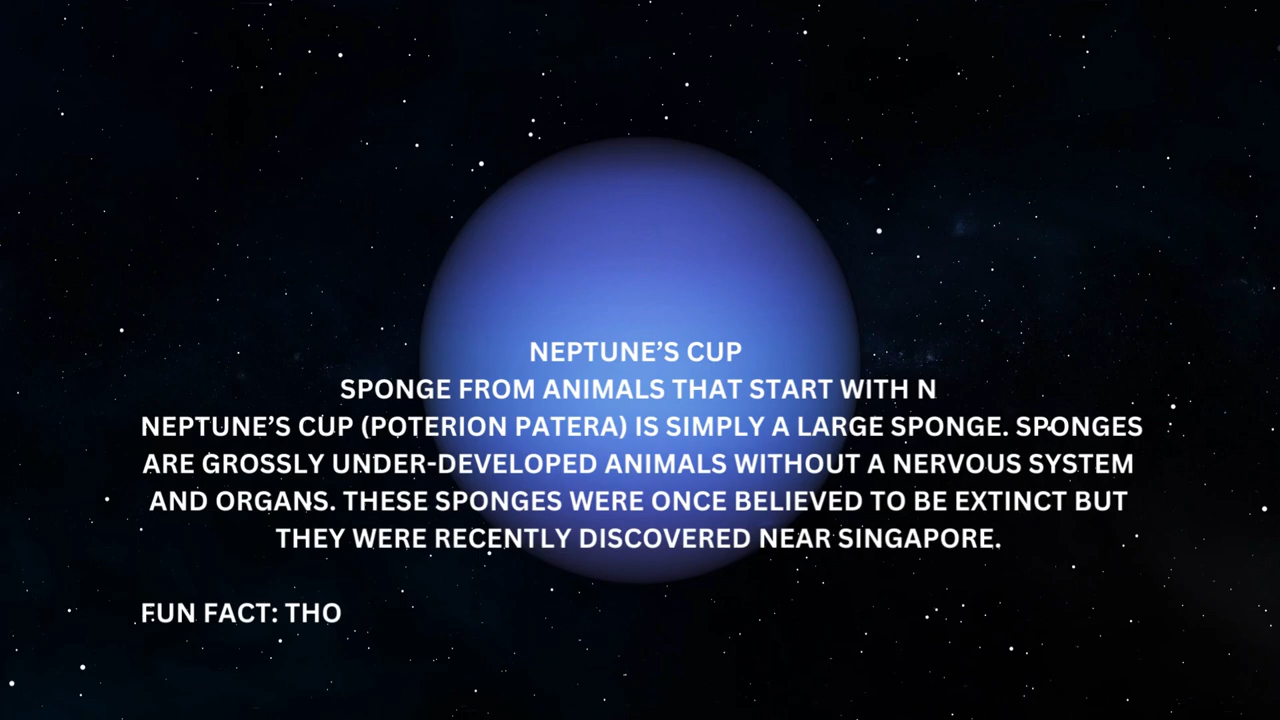 NEPTUNE’S CUP
SPONGE FROM ANIMALS THAT START WITH N
NEPTUNE’S CUP (POTERION PATERA) IS SIMPLY A LARGE SPONGE. SPONGES
ARE GROSSLY UNDER-DEVELOPED ANIMALS WITHOUT A NERVOUS SYSTEM
AND ORGANS. THESE SPONGES WERE ONCE BELIEVED TO BE EXTINCT BUT
THEY WERE RECENTLY DISCOVERED NEAR SINGAPORE.
FUN FACT: THO